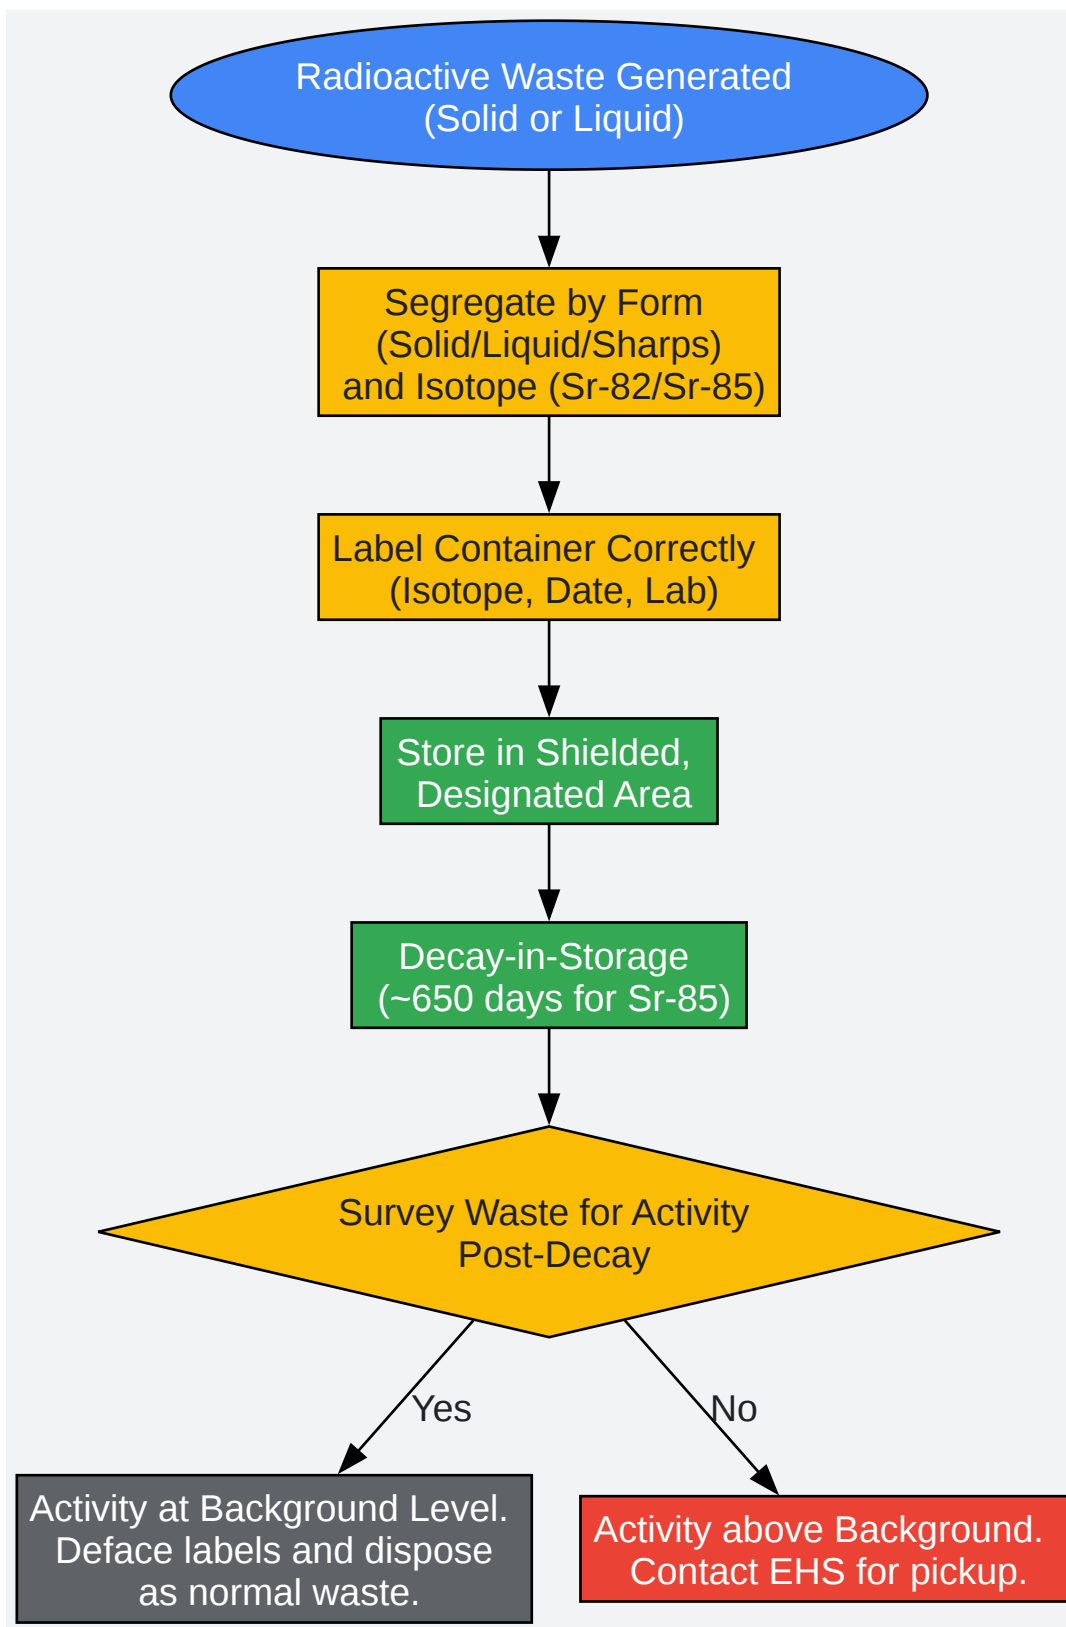 Radioactive Waste Generated
(Solid or Liquid)
Segregate by Form
(Solid/Liquid/Sharps)
and Isotope (Sr-82/Sr-85)
Label Container Correctly
(Isotope, Date, Lab)
Store in Shielded,
Designated Area
Decay-in-Storage
(~650 days for Sr-85)
Survey Waste for Activity
Post-Decay
Yes
No
Activity at Background Level.
Deface labels and dispose
as normal waste.
Activity above Background.
Contact EHS for pickup.